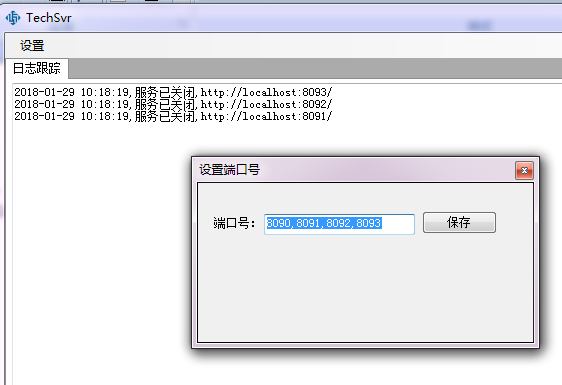 TechSvr
设置
日志跟踪
2018-01-29 10:18:19,服务已关闭,http://localhost:8093/
2018-01-29 10:18:19,服务已关闭,http://localhost:8092/
2018-01-29 10:18:19,服务已关闭,http://localhost:8091/
设置端口号
端口号： 8090,8091,8092,8093 保存